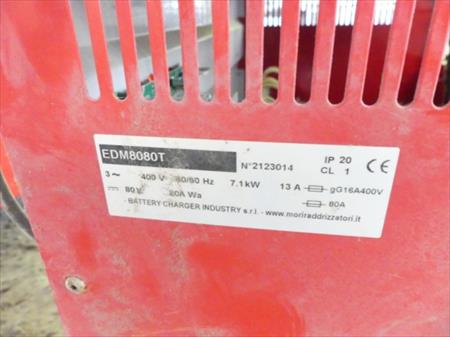 EDM8080T
N°2123014 IP 20 CE
CL 1
3~ 400 V 50/60 Hz 7.1kW 13 A gG16A400V
80V 80A Wa 80A
- BATTERY CHARGER INDUSTRY s.r.l. - www.moriraddrizzatori.it